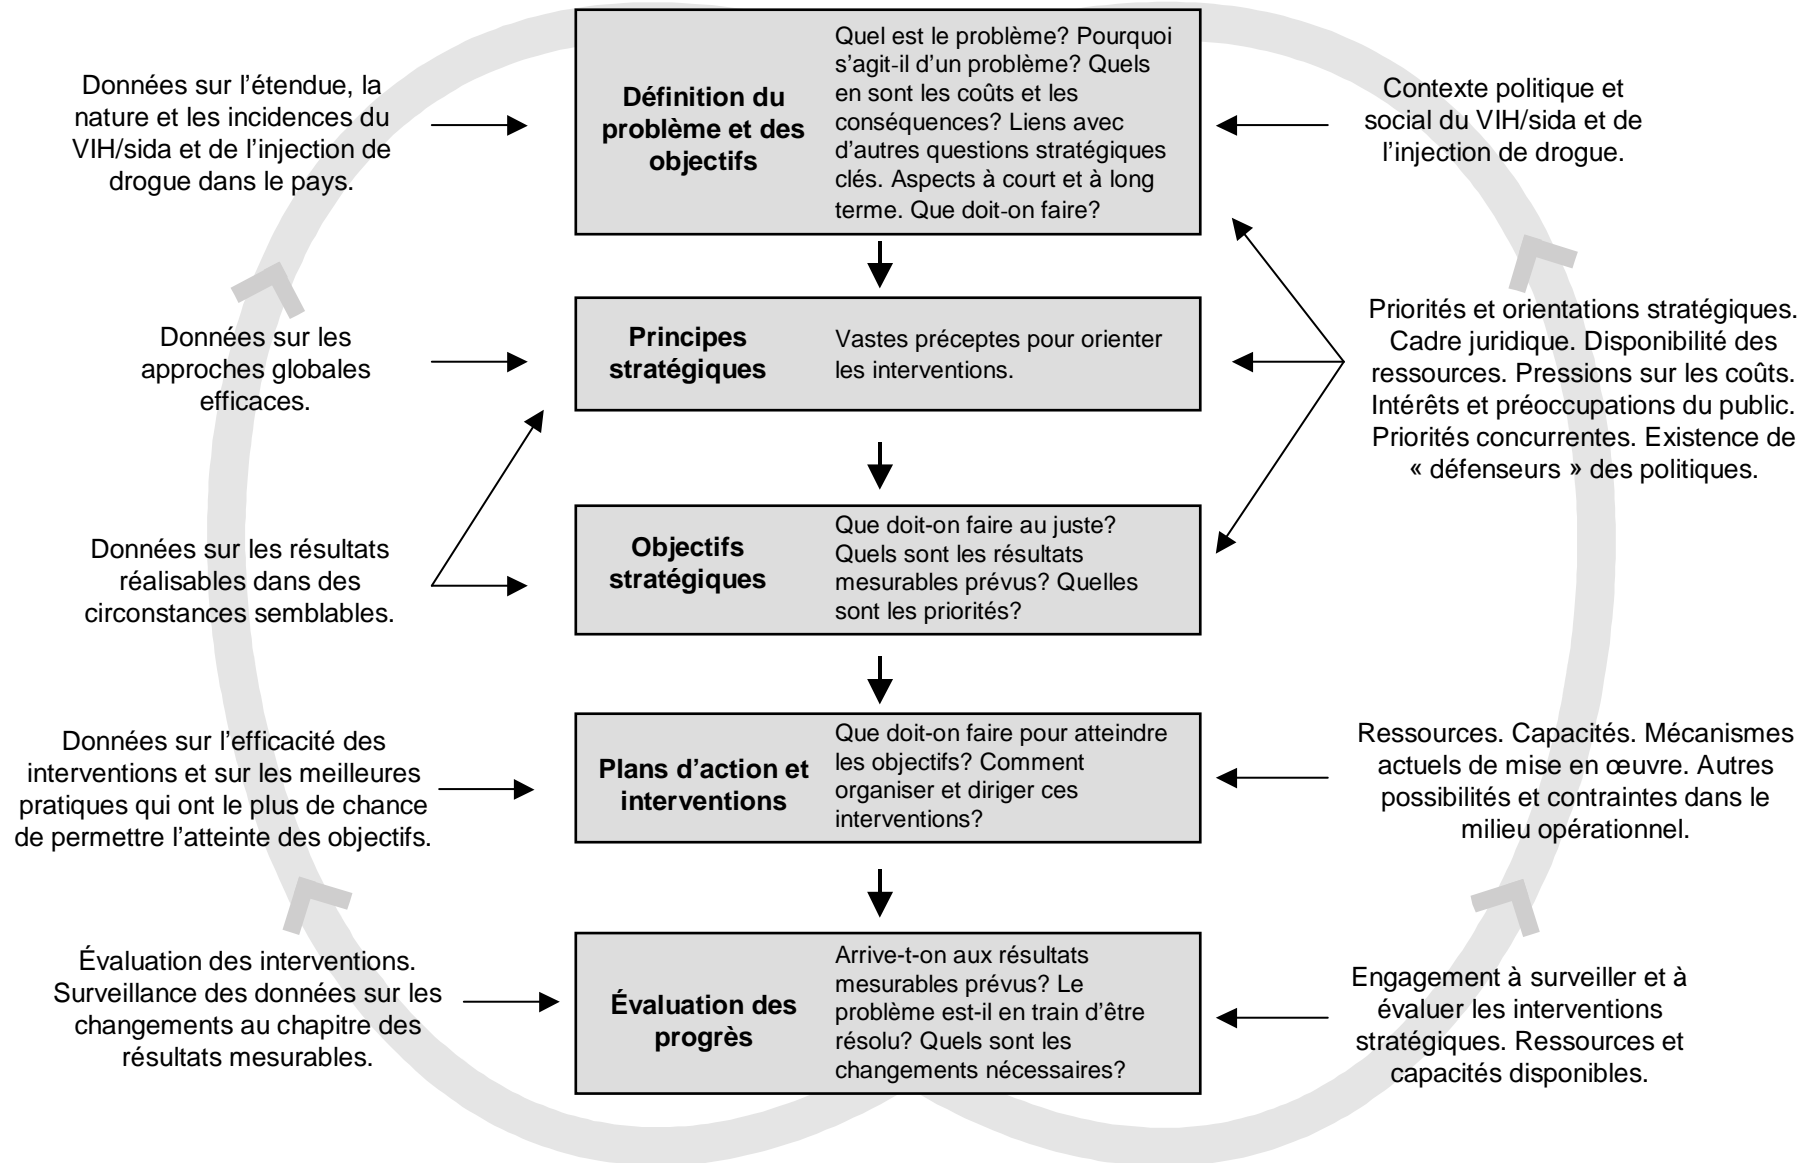 Données sur l’étendue, la
nature et les incidences du
VIH/sida et de l’injection de
drogue dans le pays.
Définition du
problème et des
objectifs
Quel est le problème? Pourquoi
s’agit-il d’un problème? Quels
en sont les coûts et les
conséquences? Liens avec
d’autres questions stratégiques
clés. Aspects à court et à long
terme. Que doit-on faire?
Contexte politique et
social du VIH/sida et de
l’injection de drogue.
Données sur les
approches globales
efficaces.
Principes
stratégiques
Vastes préceptes pour orienter
les interventions.
Priorités et orientations stratégiques.
Cadre juridique. Disponibilité des
ressources. Pressions sur les coûts.
Intérêts et préoccupations du public.
Priorités concurrentes. Existence de
« défenseurs » des politiques.
Données sur les résultats
réalisables dans des
circonstances semblables.
Objectifs
stratégiques
Que doit-on faire au juste?
Quels sont les résultats
mesurables prévus? Quelles
sont les priorités?
Données sur l’efficacité des
interventions et sur les meilleures
pratiques qui ont le plus de chance
de permettre l’atteinte des objectifs.
Plans d’action et
interventions
Que doit-on faire pour atteindre
les objectifs? Comment
organiser et diriger ces
interventions?
Ressources. Capacités. Mécanismes
actuels de mise en œuvre. Autres
possibilités et contraintes dans le
milieu opérationnel.
Évaluation des interventions.
Surveillance des données sur les
changements au chapitre des
résultats mesurables.
Évaluation des
progrès
Arrive-t-on aux résultats
mesurables prévus? Le
problème est-il en train d’être
résolu? Quels sont les
changements nécessaires?
Engagement à surveiller et à
évaluer les interventions
stratégiques. Ressources et
capacités disponibles.